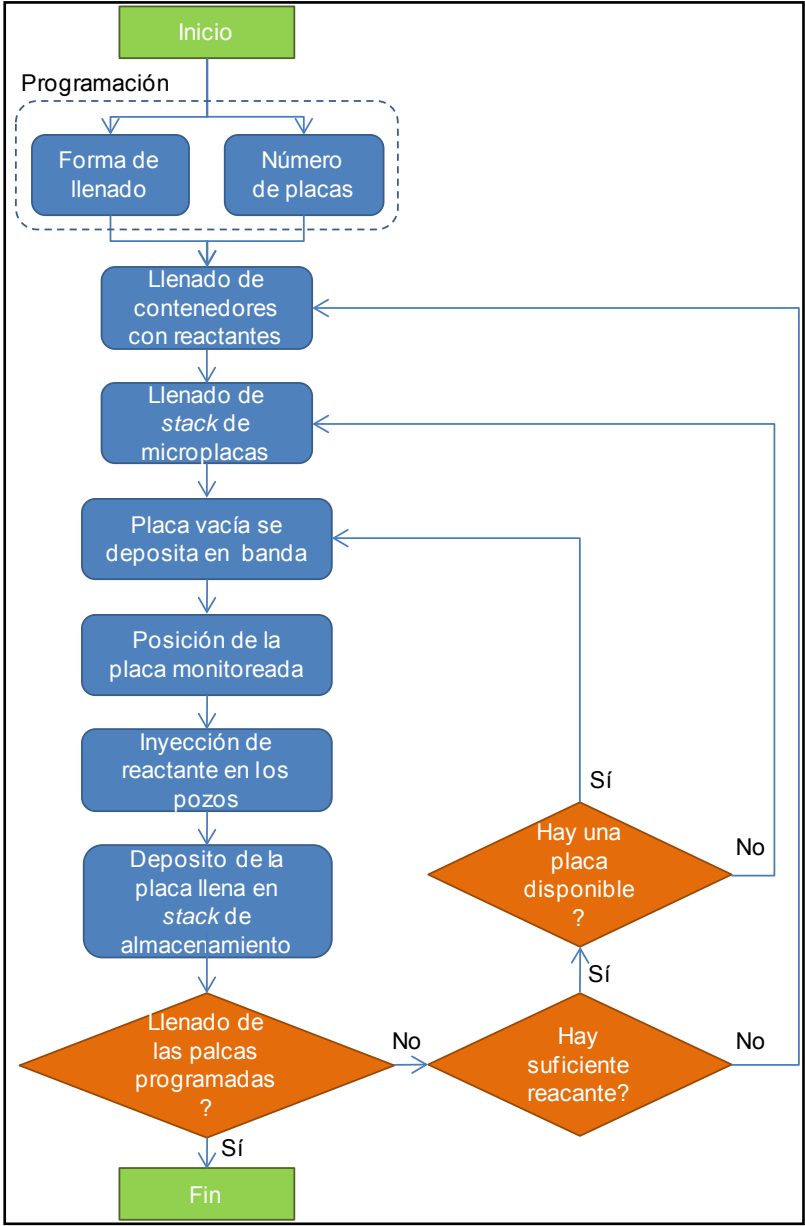 Inicio
Programación
Forma de
llenado
Número
de placas
Llenado de
contenedores
con reactantes
Llenado de
stack de
microplacas
Placa vacía se
deposita en banda
Posición de la
placa monitoreada
Inyección de
reactante en los
pozos
Deposito de la
placa llena en
stack de
almacenamiento
Llenado de
las palcas
programadas
?
No
Sí
Hay
suficiente
reacante?
No
Sí
Hay una
placa
disponible
?
No
Sí
Fin